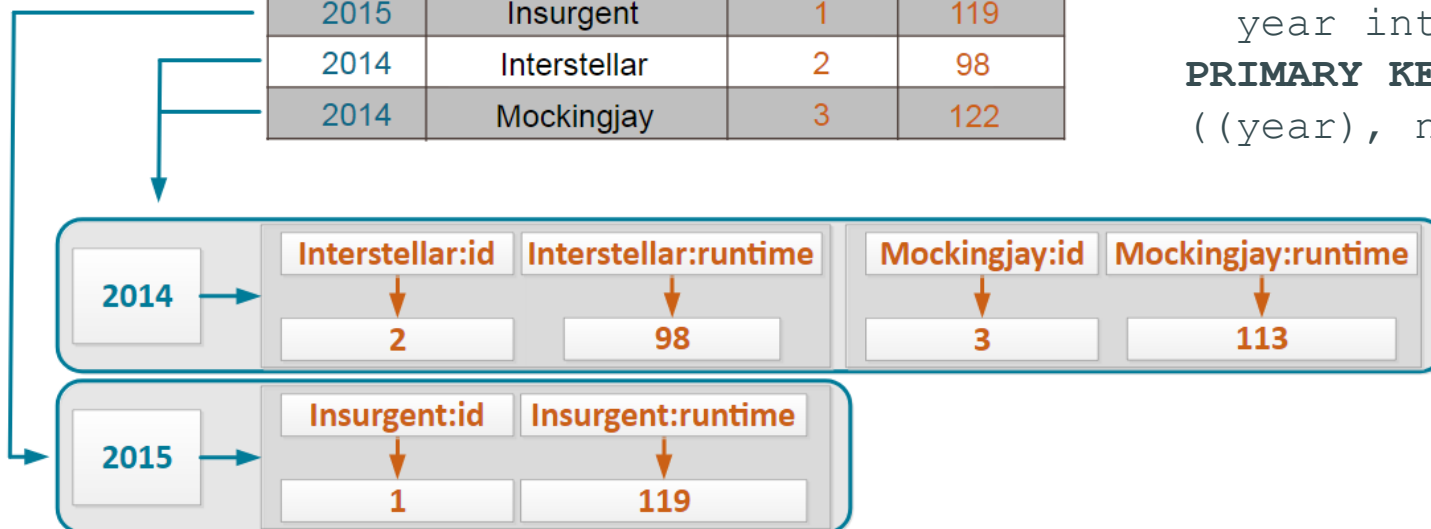 2015 Insurgent 1 119
year int
2014 Interstellar 2 98
PRIMARY KE
2014 Mockingjay 3 122
((year), n
Interstellar:id Interstellar:runtime Mockingjay:id Mockingjay:runtime
2014
2 98 3 113
Insurgent:id Insurgent:runtime
2015
1 119